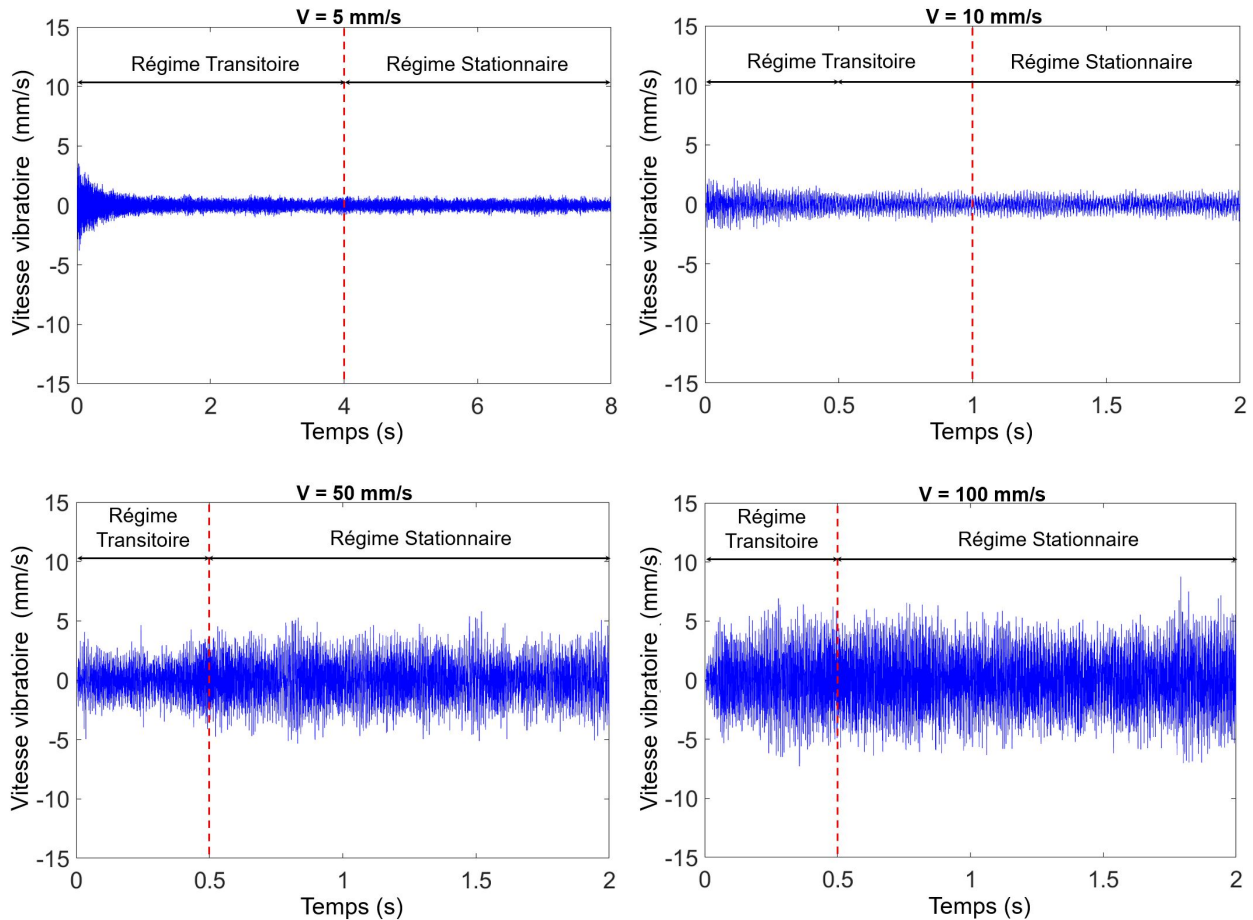 V = 5 mm/s
15
Régime Transitoire
Régime Stationnaire
10
5
0
-5
-10
-15
Vitesse vibratoire (mm/s)
0
2
4
6
8
Temps (s)
V = 10 mm/s
15
Régime Transitoire
Régime Stationnaire
10
5
0
-5
-10
-15
Vitesse vibratoire (mm/s)
0
0.5
1
1.5
2
Temps (s)
V = 50 mm/s
15
Régime
Transitoire
Régime Stationnaire
10
5
0
-5
-10
-15
Vitesse vibratoire (mm/s)
0
0.5
1
1.5
2
Temps (s)
V = 100 mm/s
15
Régime
Transitoire
Régime Stationnaire
10
5
0
-5
-10
-15
Vitesse vibratoire (mm/s)
0
0.5
1
1.5
2
Temps (s)